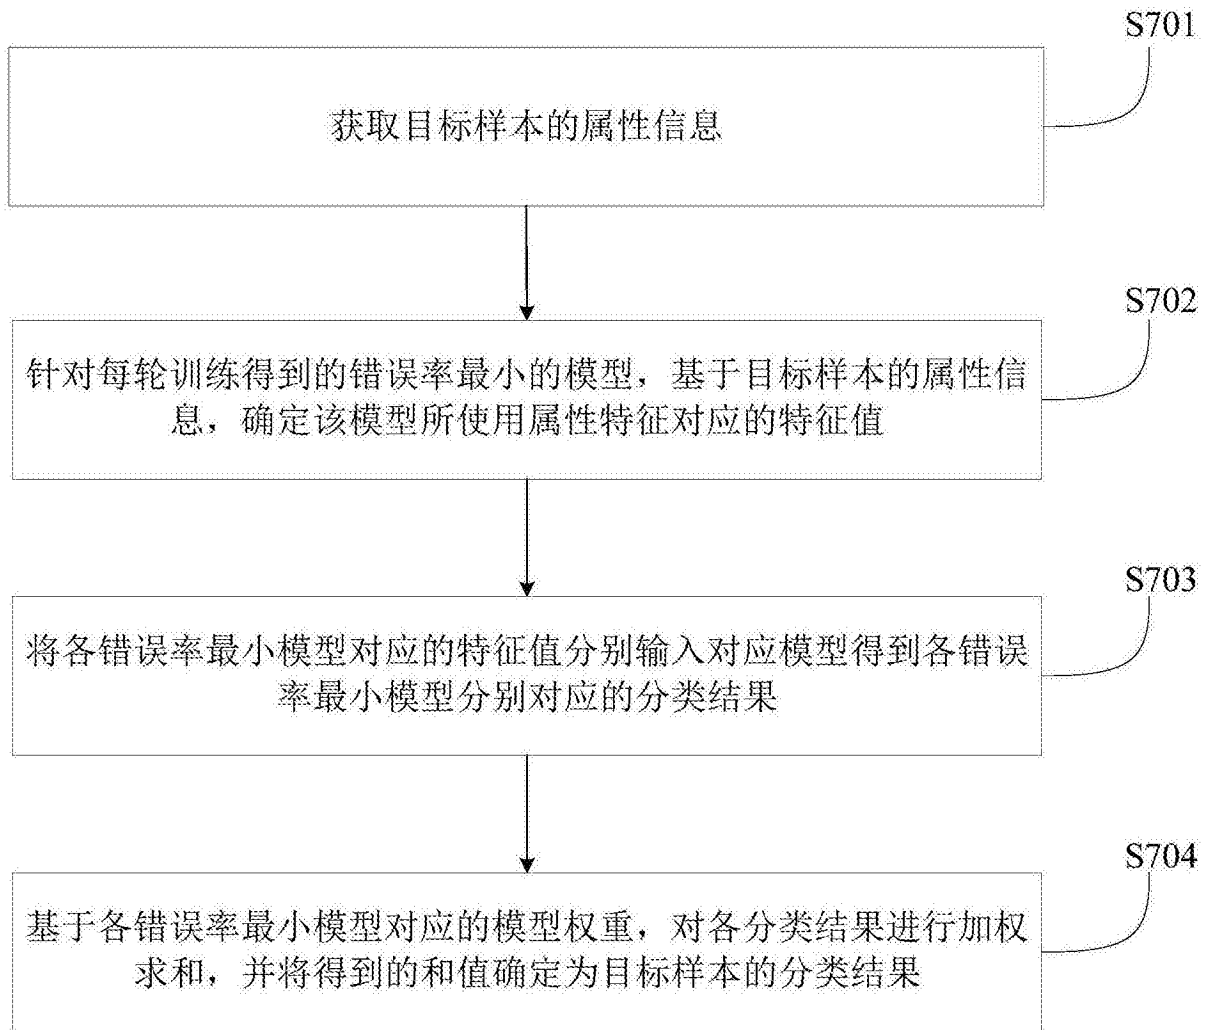 S701
获取目标样本的属性信息
S702
针对每轮训练得到的错误率最小的模型，基于目标样本的属性信
息，确定该模型所使用属性特征对应的特征值
S703
将各错误率最小模型对应的特征值分别输入对应模型得到各错误
率最小模型分别对应的分类结果
S704
基于各错误率最小模型对应的模型权重，对各分类结果进行加权
求和，并将得到的和值确定为目标样本的分类结果